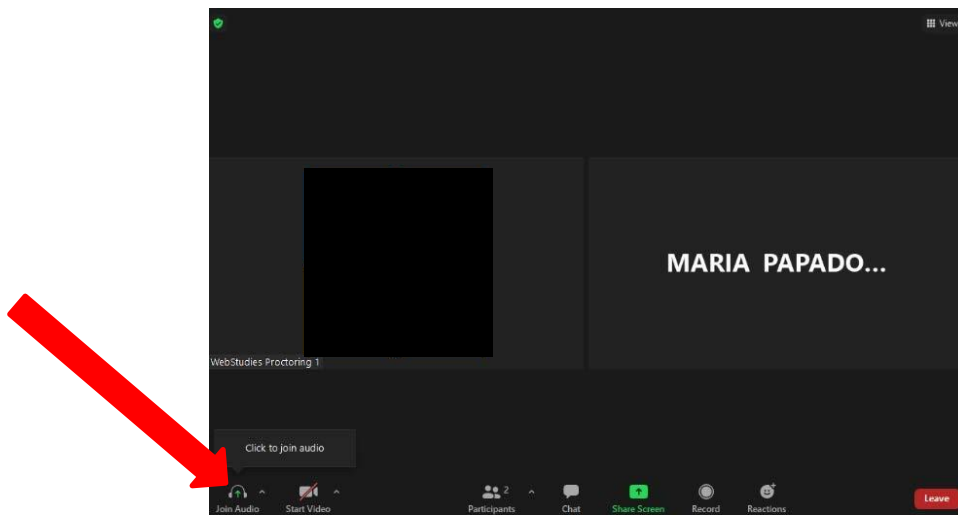 View
MARIA PAPADO...
WebStudies Proctoring 1
Click to join audio
Join Audio
Start Video
2
Participants
Chat
Share Screen
Record
Reactions
Leave